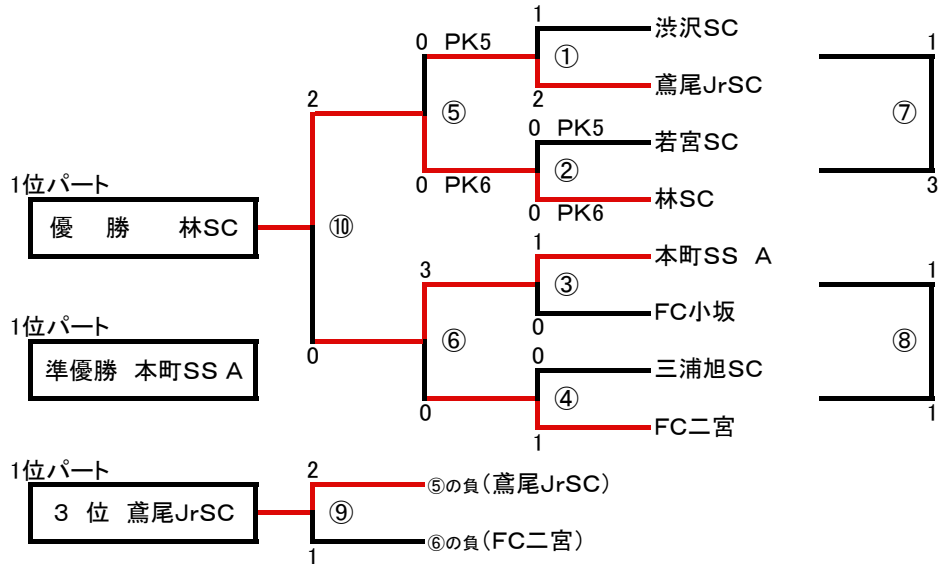 1
渋沢SC
0 PK5
①
1
2
鳶尾JrSC
2
⑤
0 PK5
若宮SC
⑦
0 PK6
②
3
1位パート
林SC
0 PK6
優 勝 林SC
⑩
1
本町SS A
3
③
1
1位パート
0
FC小坂
準優勝 本町SS A
0
⑥
0
三浦旭SC
⑧
0
④
1
FC二宮
1
1位パート
2
⑤の負(鳶尾JrSC)
3 位 鳶尾JrSC
⑨
1
⑥の負(FC二宮)